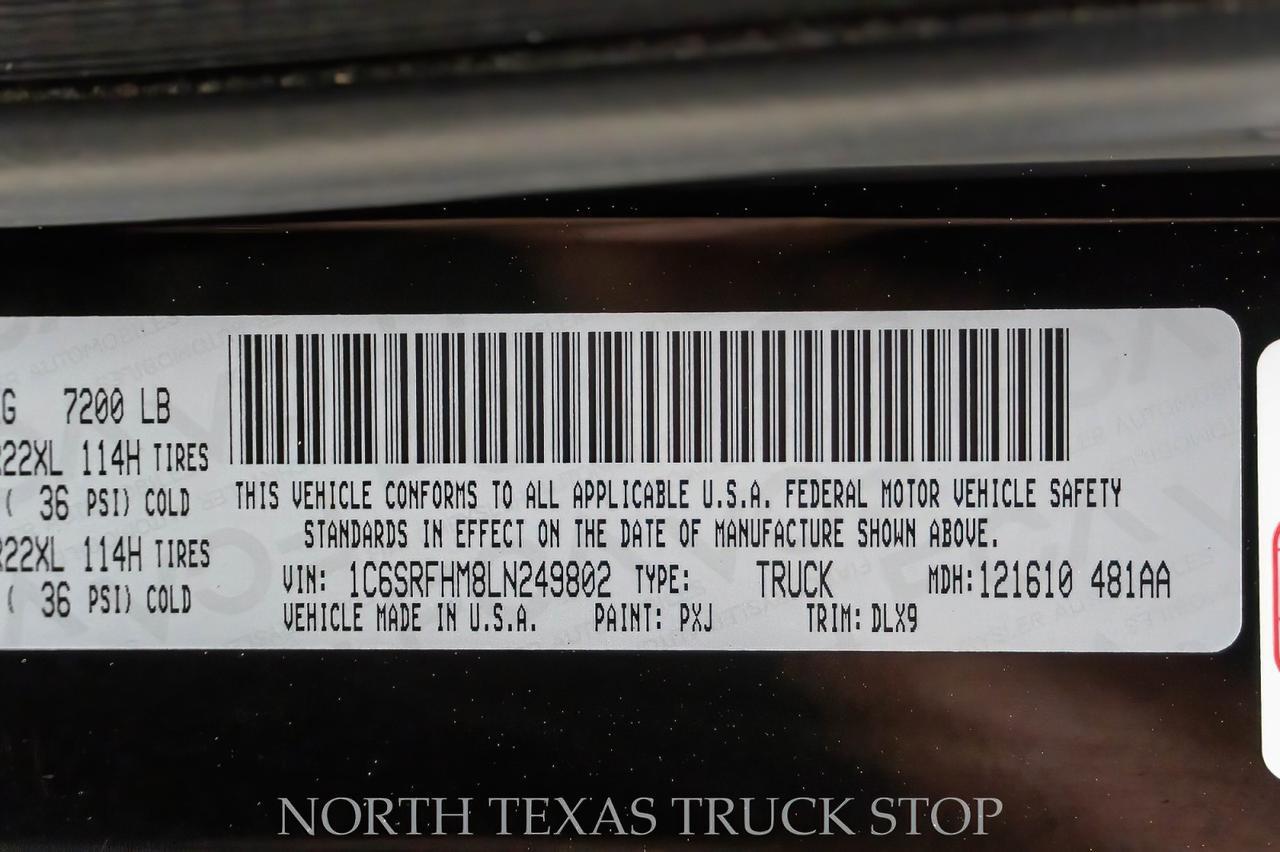 G 7200 LB
22XL 114H TIRES
( 36 PSI) COLD
22XL 114H TIRES
( 36 PSI) COLD
THIS VEHICLE CONFORMS TO ALL APPLICABLE U.S.A. FEDERAL MOTOR VEHICLE SAFETY
STANDARDS IN EFFECT ON THE DATE OF MANUFACTURE SHOWN ABOVE.
VIN: 1C6SRFHM8LN249802 TYPE: TRUCK MDH: 121610 481AA
VEHICLE MADE IN U.S.A. PAINT: PXJ TRIM: DLX9
NORTH TEXAS TRUCK STOP